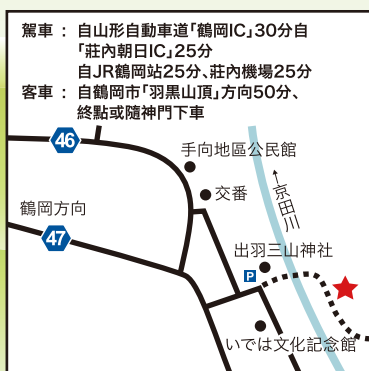 駕車 : 自山形自動車道「鶴岡IC」30分自
「莊內朝日IC」25分
自JR鶴岡站25分、莊內機場25分
客車 : 自鶴岡市「羽黒山頂」方向50分、
終點或隨神門下車
46
手向地區公民館
交番
←京田川
鶴岡方向
47
出羽三山神社
P
いでは文化記念館